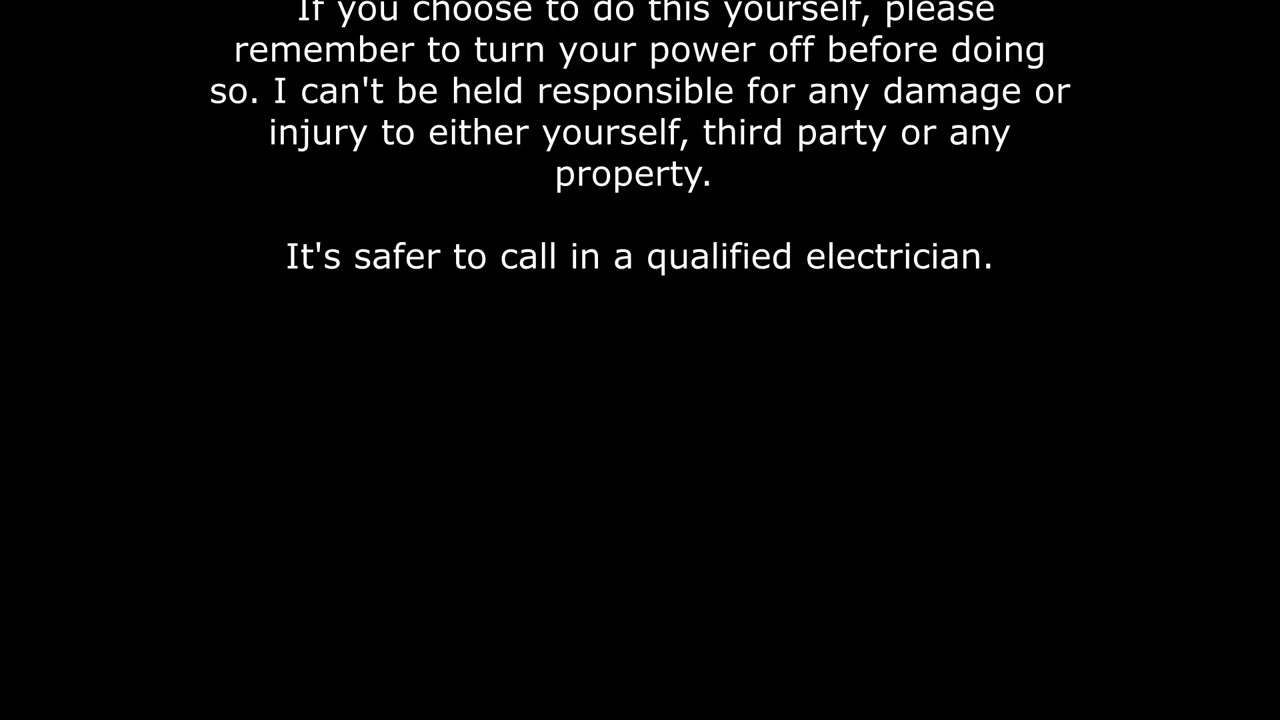 If you choose to do this yourself, please
remember to turn your power off before doing
so. I can't be held responsible for any damage or
injury to either yourself, third party or any
property.
It's safer to call in a qualified electrician.